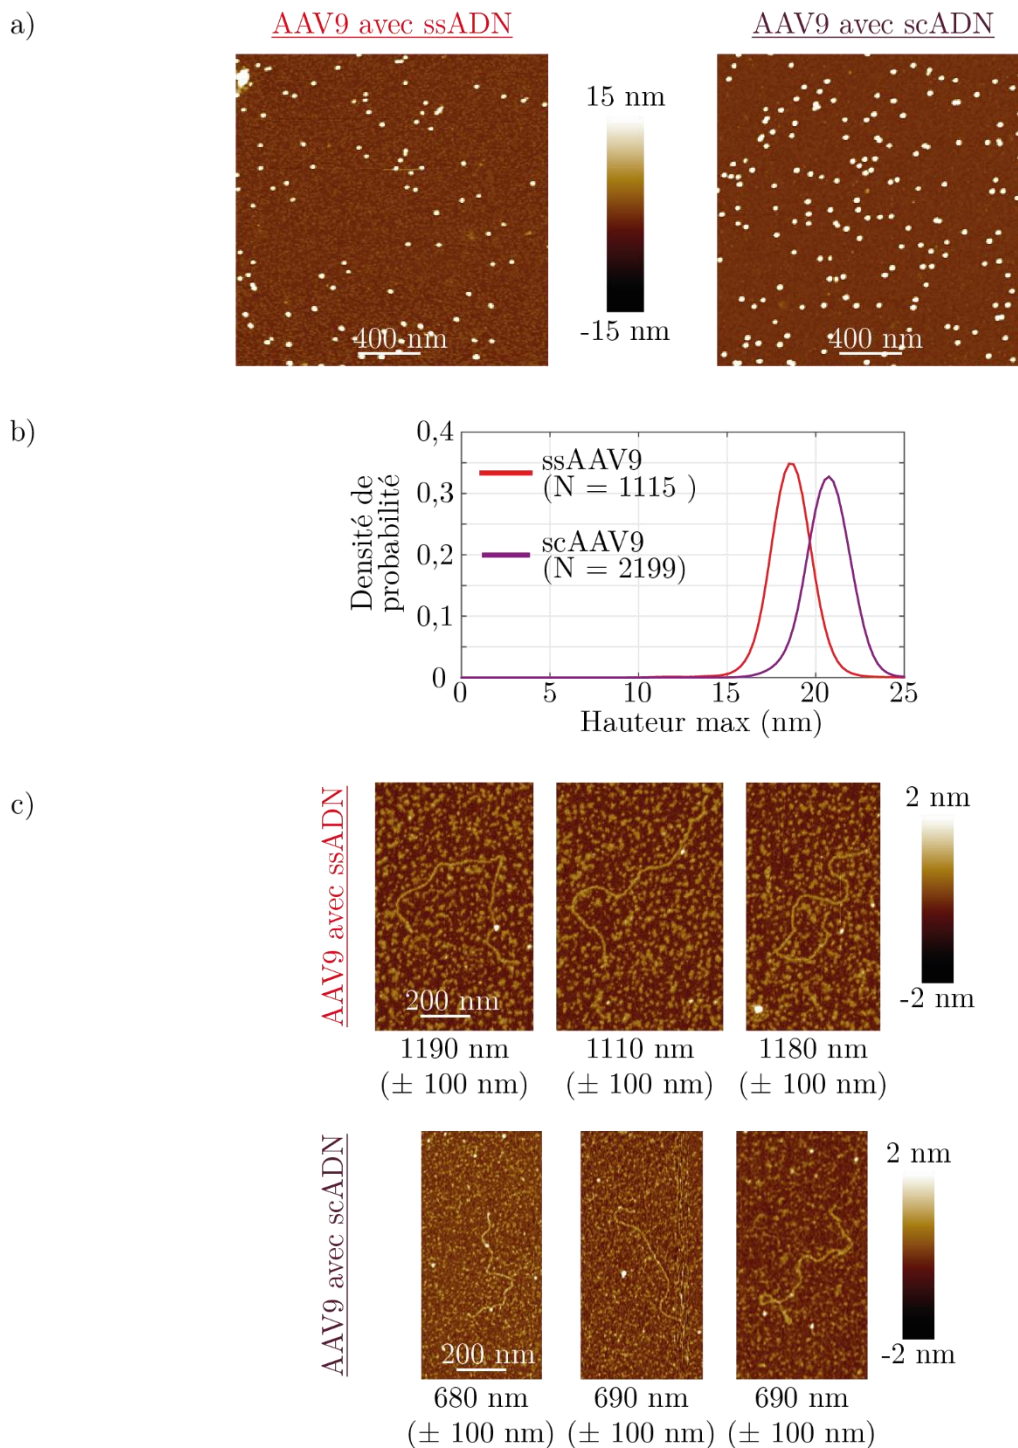 a)
AAV9 avec ssADN
AAV9 avec scADN
15 nm
-15 nm
400 nm
400 nm
b)
Densité de
probabilité
0,4
0,3
0,2
0,1
0
ssAAV9
(N = 1115 )
scAAV9
(N = 2199)
0 5 10 15 20 25
Hauteur max (nm)
c)
AAV9 avec ssADN
200 nm
2 nm
-2 nm
1190 nm
(± 100 nm)
1110 nm
(± 100 nm)
1180 nm
(± 100 nm)
AAV9 avec scADN
200 nm
2 nm
-2 nm
680 nm
(± 100 nm)
690 nm
(± 100 nm)
690 nm
(± 100 nm)